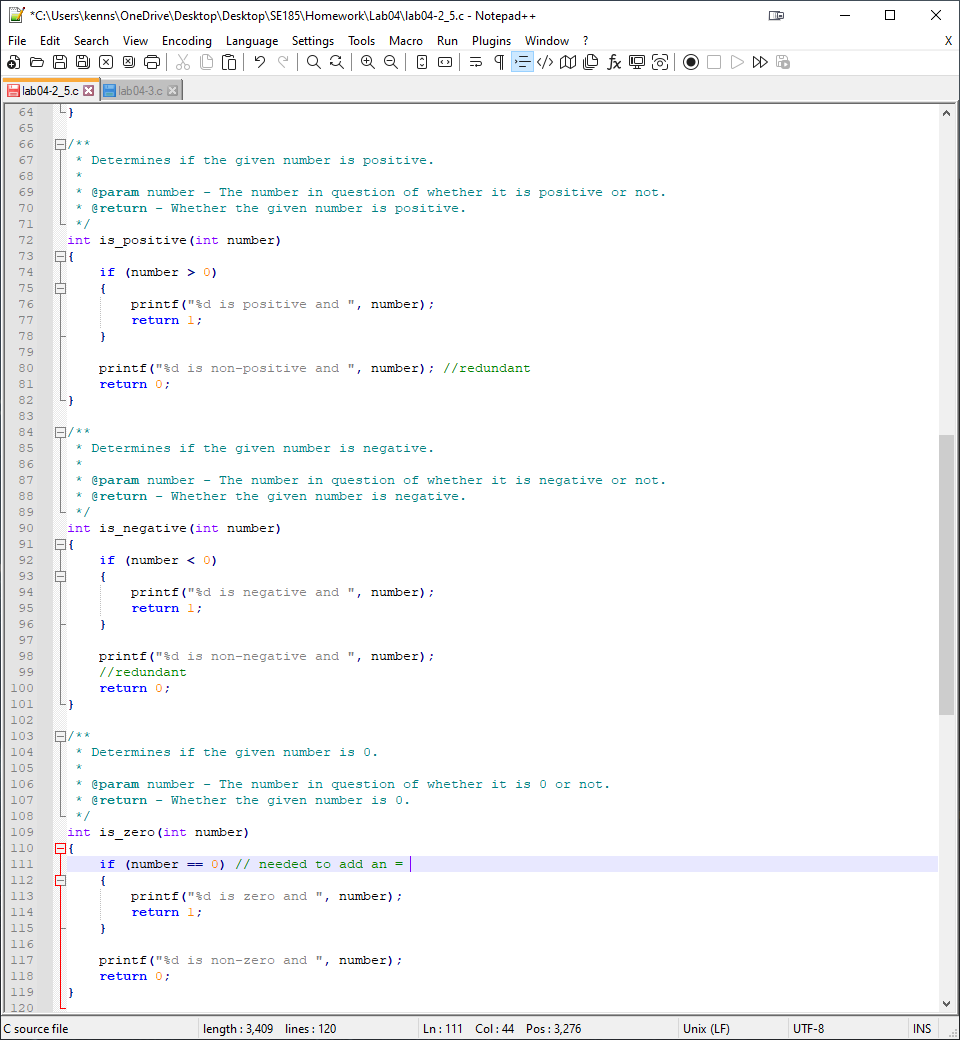 *C:\Users\kenns\OneDrive\Desktop\Desktop\SE185\Homework\Lab04\lab04-2_5.c - Notepad++
File Edit Search View Encoding Language Settings Tools Macro Run Plugins Window ? X
lab04-2_5.c lab04-3.c
64 }
65
66 /**
67  * Determines if the given number is positive.
68  *
69  * @param number - The number in question of whether it is positive or not.
70  * @return - Whether the given number is positive.
71  */
72 int is_positive(int number)
73 {
74     if (number > 0)
75     {
76         printf("%d is positive and ", number);
77         return 1;
78     }
79
80     printf("%d is non-positive and ", number); //redundant
81     return 0;
82 }
83
84 /**
85  * Determines if the given number is negative.
86  *
87  * @param number - The number in question of whether it is negative or not.
88  * @return - Whether the given number is negative.
89  */
90 int is_negative(int number)
91 {
92     if (number < 0)
93     {
94         printf("%d is negative and ", number);
95         return 1;
96     }
97
98     printf("%d is non-negative and ", number);
99     //redundant
100     return 0;
101 }
102
103 /**
104  * Determines if the given number is 0.
105  *
106  * @param number - The number in question of whether it is 0 or not.
107  * @return - Whether the given number is 0.
108  */
109 int is_zero(int number)
110 {
111     if (number == 0) // needed to add an =
112     {
113         printf("%d is zero and ", number);
114         return 1;
115     }
116
117     printf("%d is non-zero and ", number);
118     return 0;
119 }
120
C source file length : 3,409 lines : 120 Ln : 111 Col : 44 Pos : 3,276 Unix (LF) UTF-8 INS